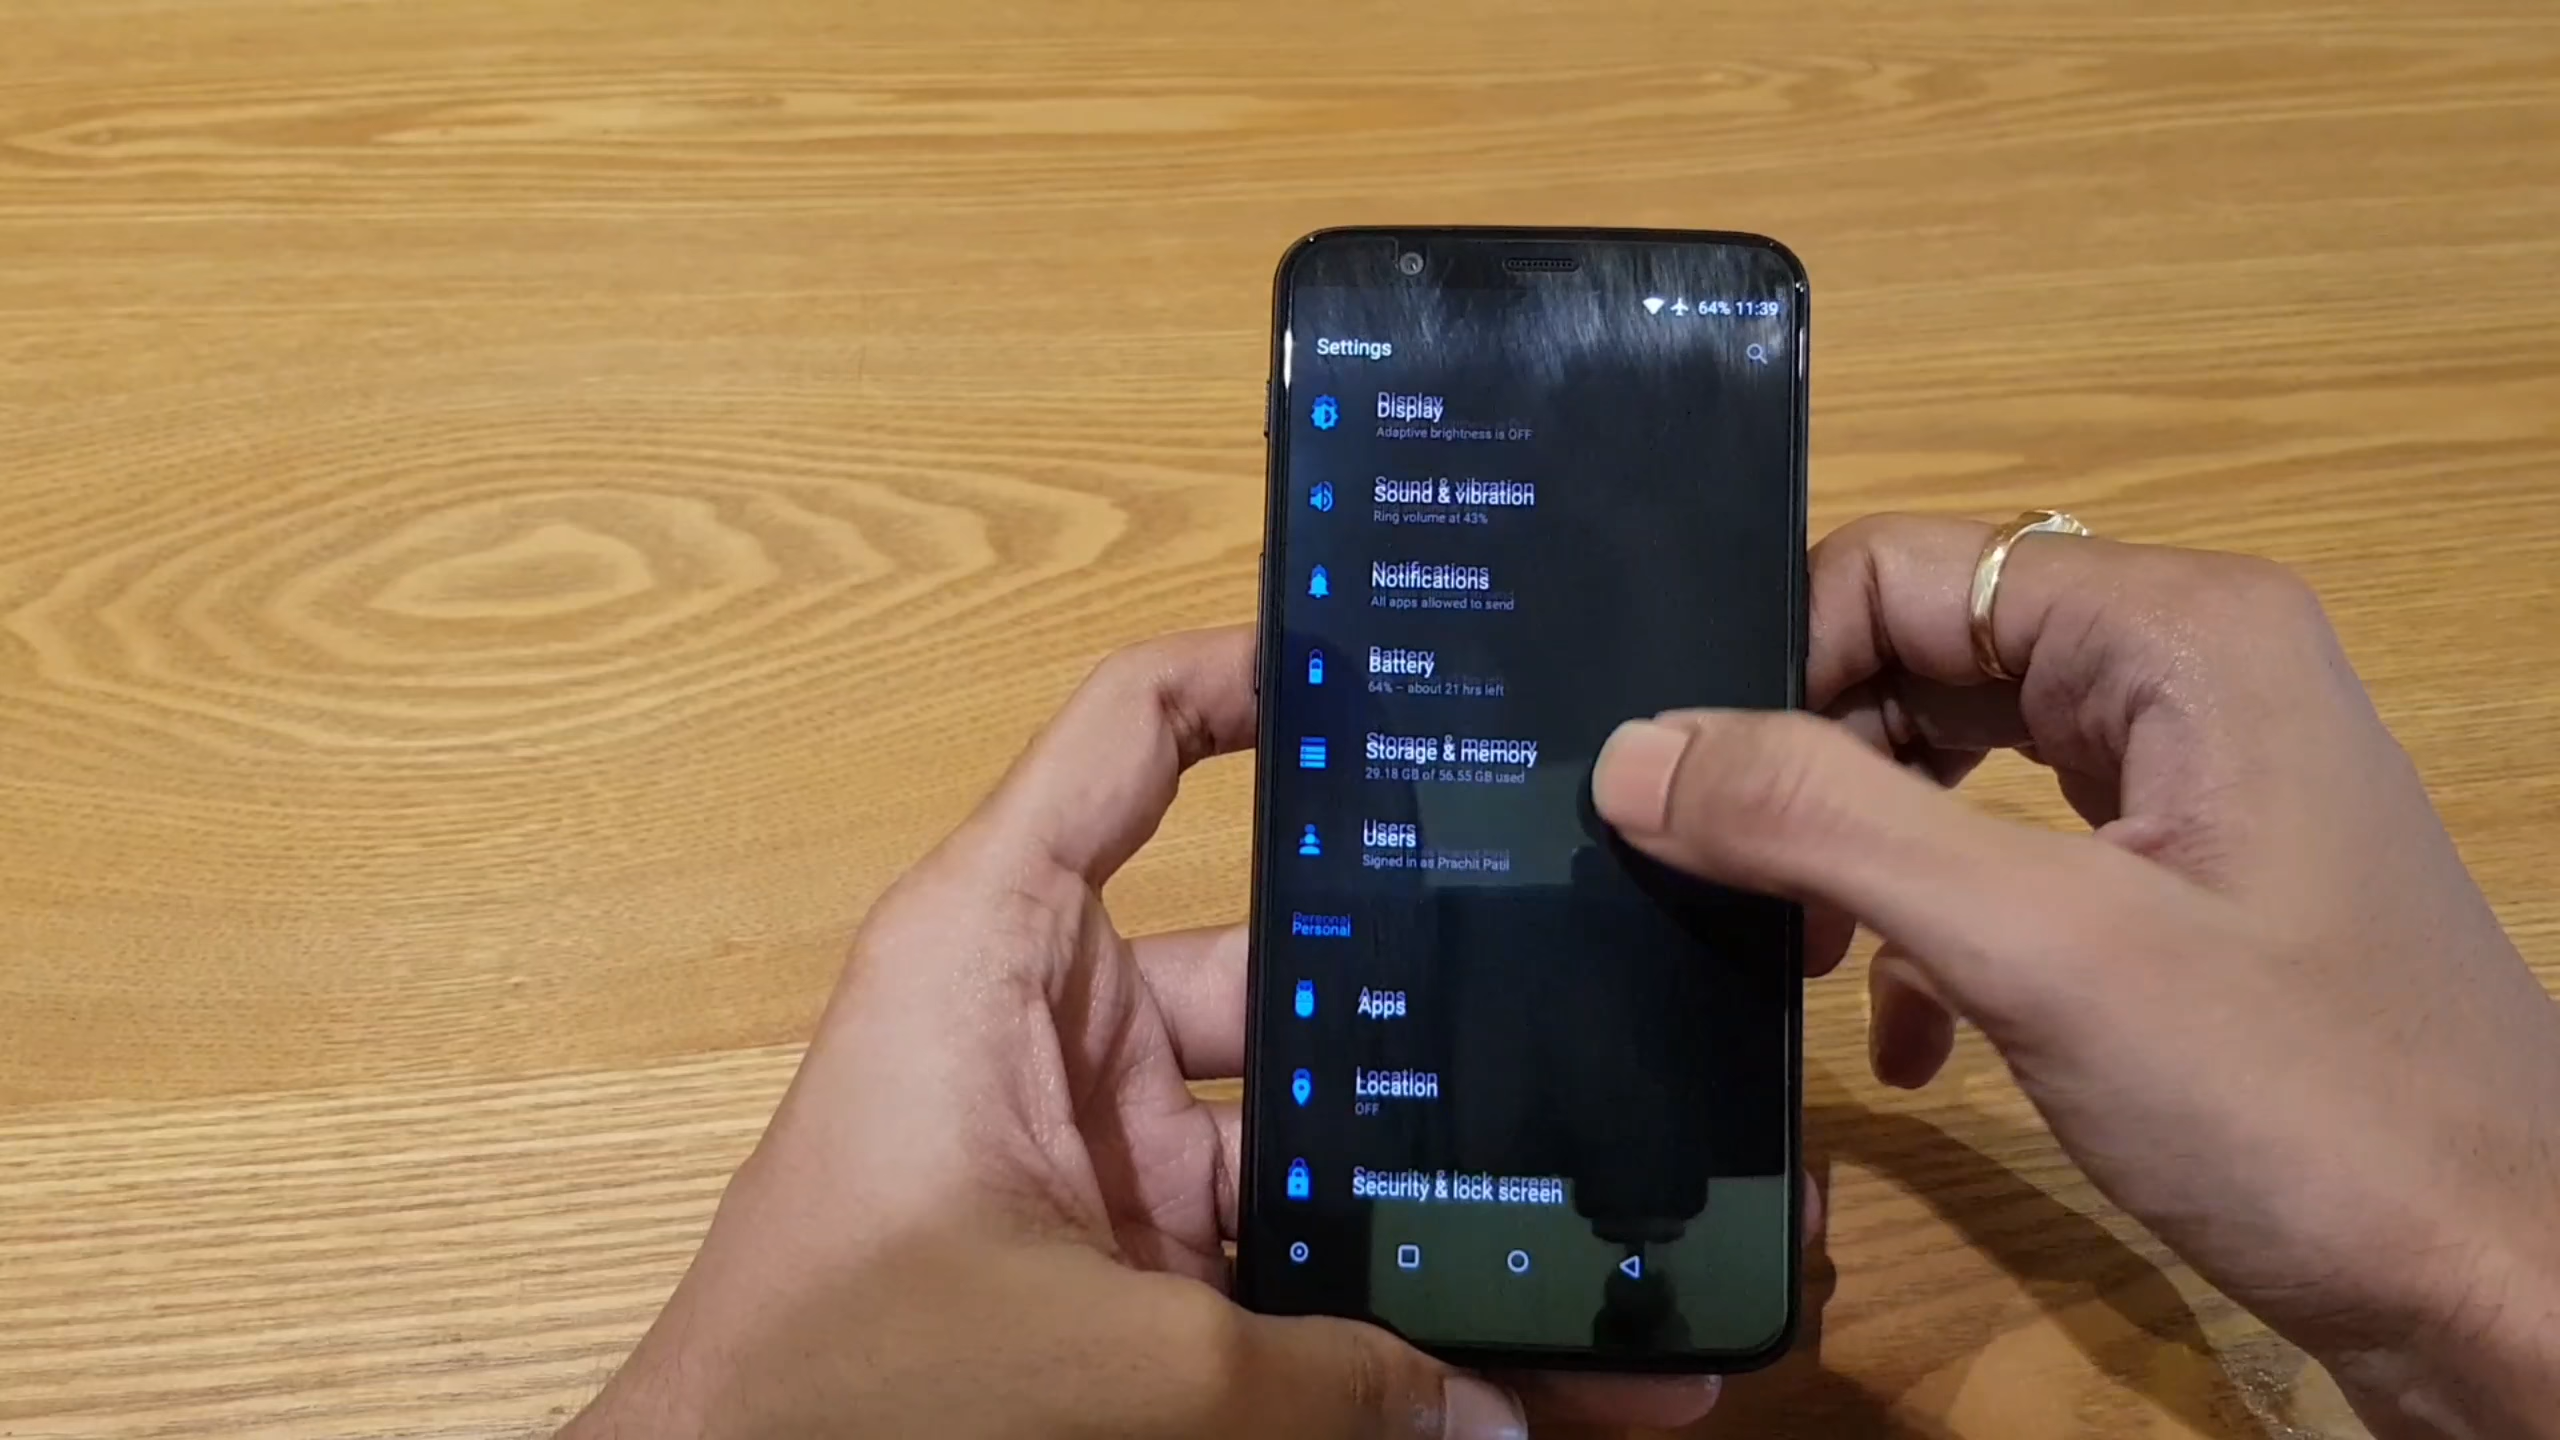 64% 11:39
Settings
Display
Adaptive brightness is OFF
Sound & vibration
Ring volume at 43%
Notifications
All apps allowed to send
Battery
64% – about 21 hrs left
Storage & memory
29.18 GB of 56.55 GB used
Users
Signed in as Prachit Patil
Personal
Apps
Location
OFF
Security & lock screen